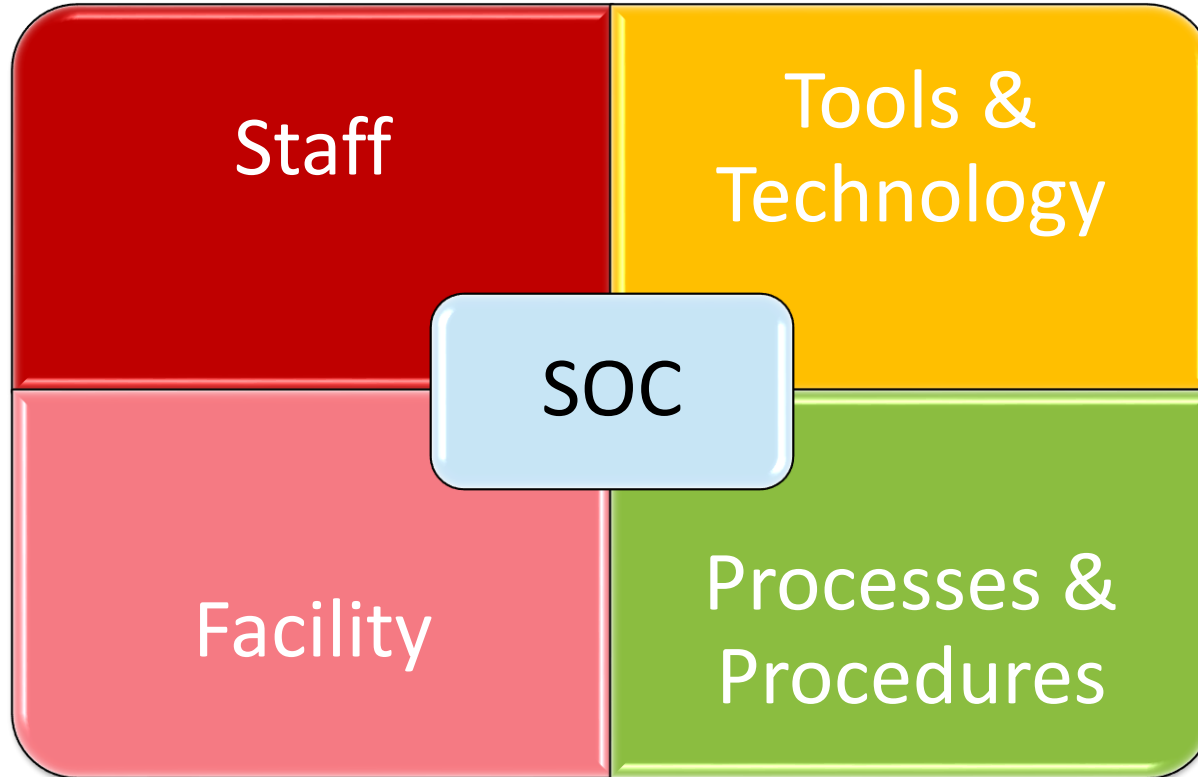 Staff
Tools &
Technology
SOC
Facility
Processes &
Procedures